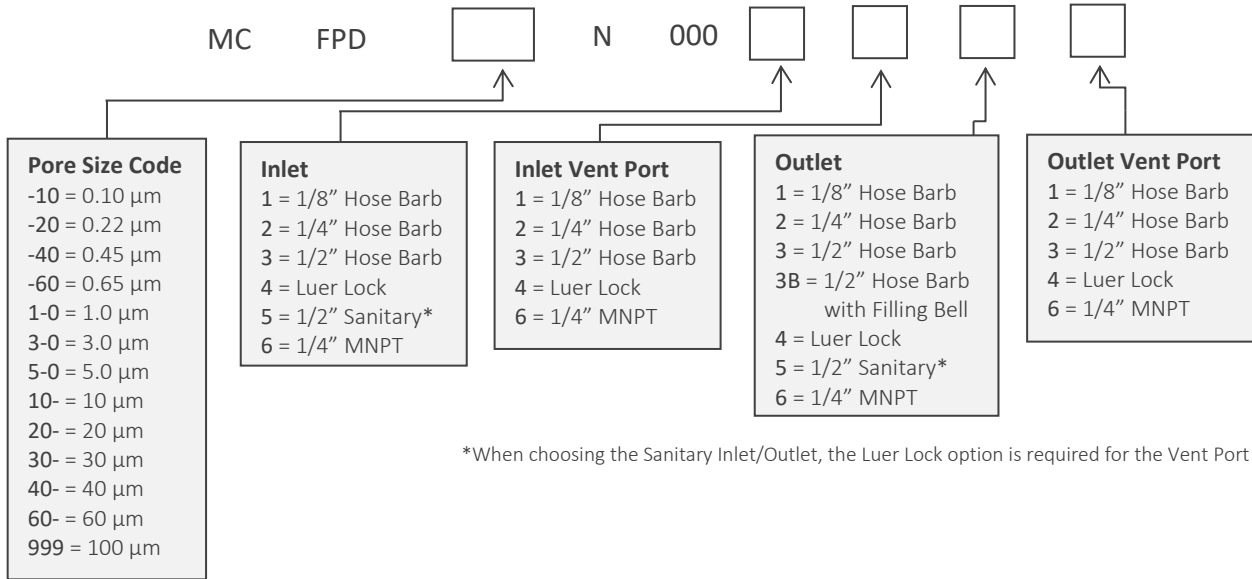 MC FPD N 000
Pore Size Code
-10 = 0.10 µm
-20 = 0.22 µm
-40 = 0.45 µm
-60 = 0.65 µm
1-0 = 1.0 µm
3-0 = 3.0 µm
5-0 = 5.0 µm
10- = 10 µm
20- = 20 µm
30- = 30 µm
40- = 40 µm
60- = 60 µm
999 = 100 µm
Inlet
1 = 1/8” Hose Barb
2 = 1/4” Hose Barb
3 = 1/2” Hose Barb
4 = Luer Lock
5 = 1/2” Sanitary*
6 = 1/4” MNPT
Inlet Vent Port
1 = 1/8” Hose Barb
2 = 1/4” Hose Barb
3 = 1/2” Hose Barb
4 = Luer Lock
6 = 1/4” MNPT
Outlet
1 = 1/8” Hose Barb
2 = 1/4” Hose Barb
3 = 1/2” Hose Barb
3B = 1/2” Hose Barb
with Filling Bell
4 = Luer Lock
5 = 1/2” Sanitary*
6 = 1/4” MNPT
Outlet Vent Port
1 = 1/8” Hose Barb
2 = 1/4” Hose Barb
3 = 1/2” Hose Barb
4 = Luer Lock
6 = 1/4” MNPT
*When choosing the Sanitary Inlet/Outlet, the Luer Lock option is required for the Vent Port